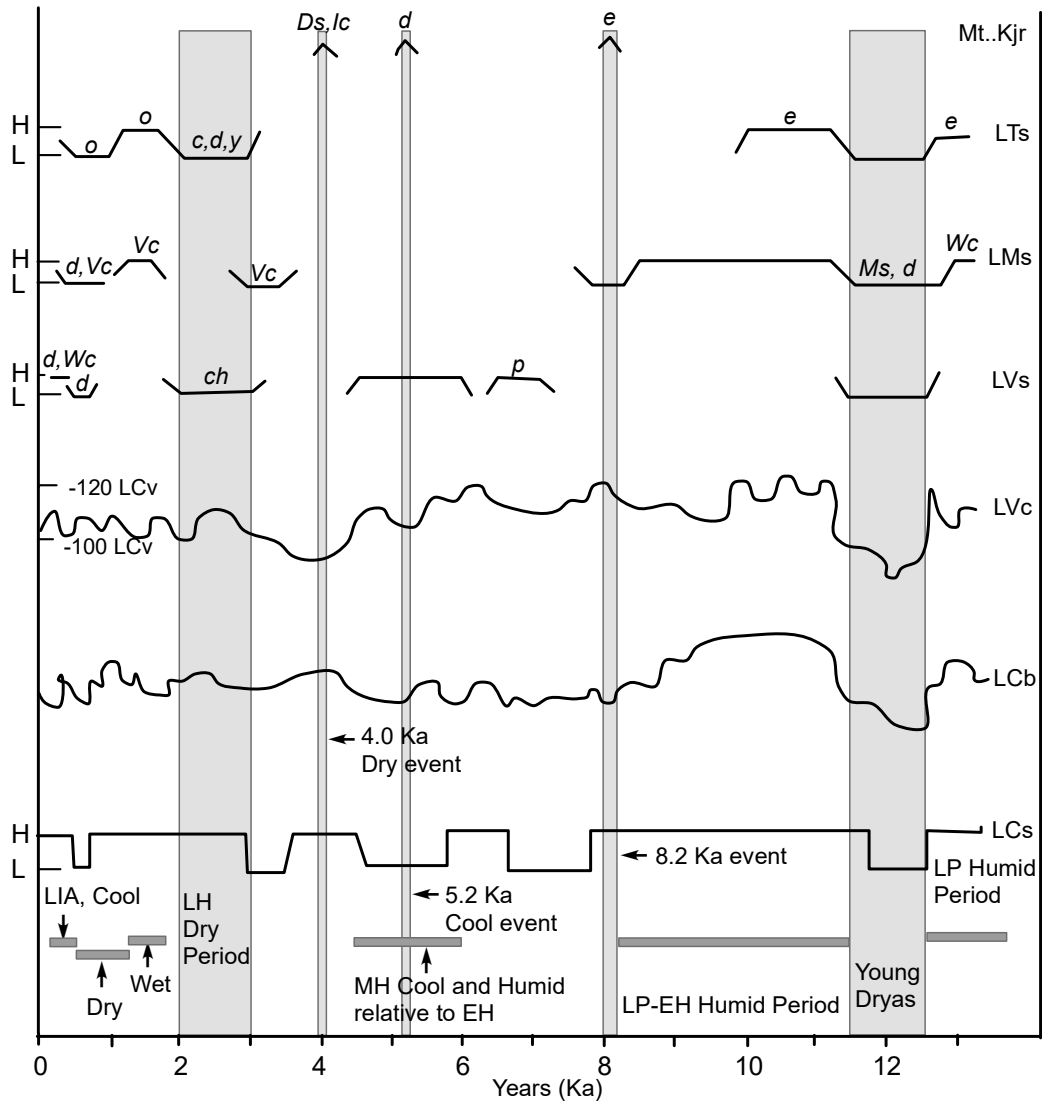 Ds,Ic
d
e
Mt..Kjr
H
L
o
o
c,d,y
e
e
LTs
H
L
d,Vc
Vc
Vc
Ms, d
Wc
LMs
d,Wc
H
L
d
ch
p
LVs
-120 LCv
-100 LCv
LVc
LCb
4.0 Ka
Dry event
H
L
LCs
8.2 Ka event
LP Humid
Period
LIA, Cool
LH
Dry
Period
5.2 Ka
Cool event
Wet
Dry
MH Cool and Humid
relative to EH
LP-EH Humid Period
Young
Dryas
0 2 4 6 8 10 12
Years (Ka)